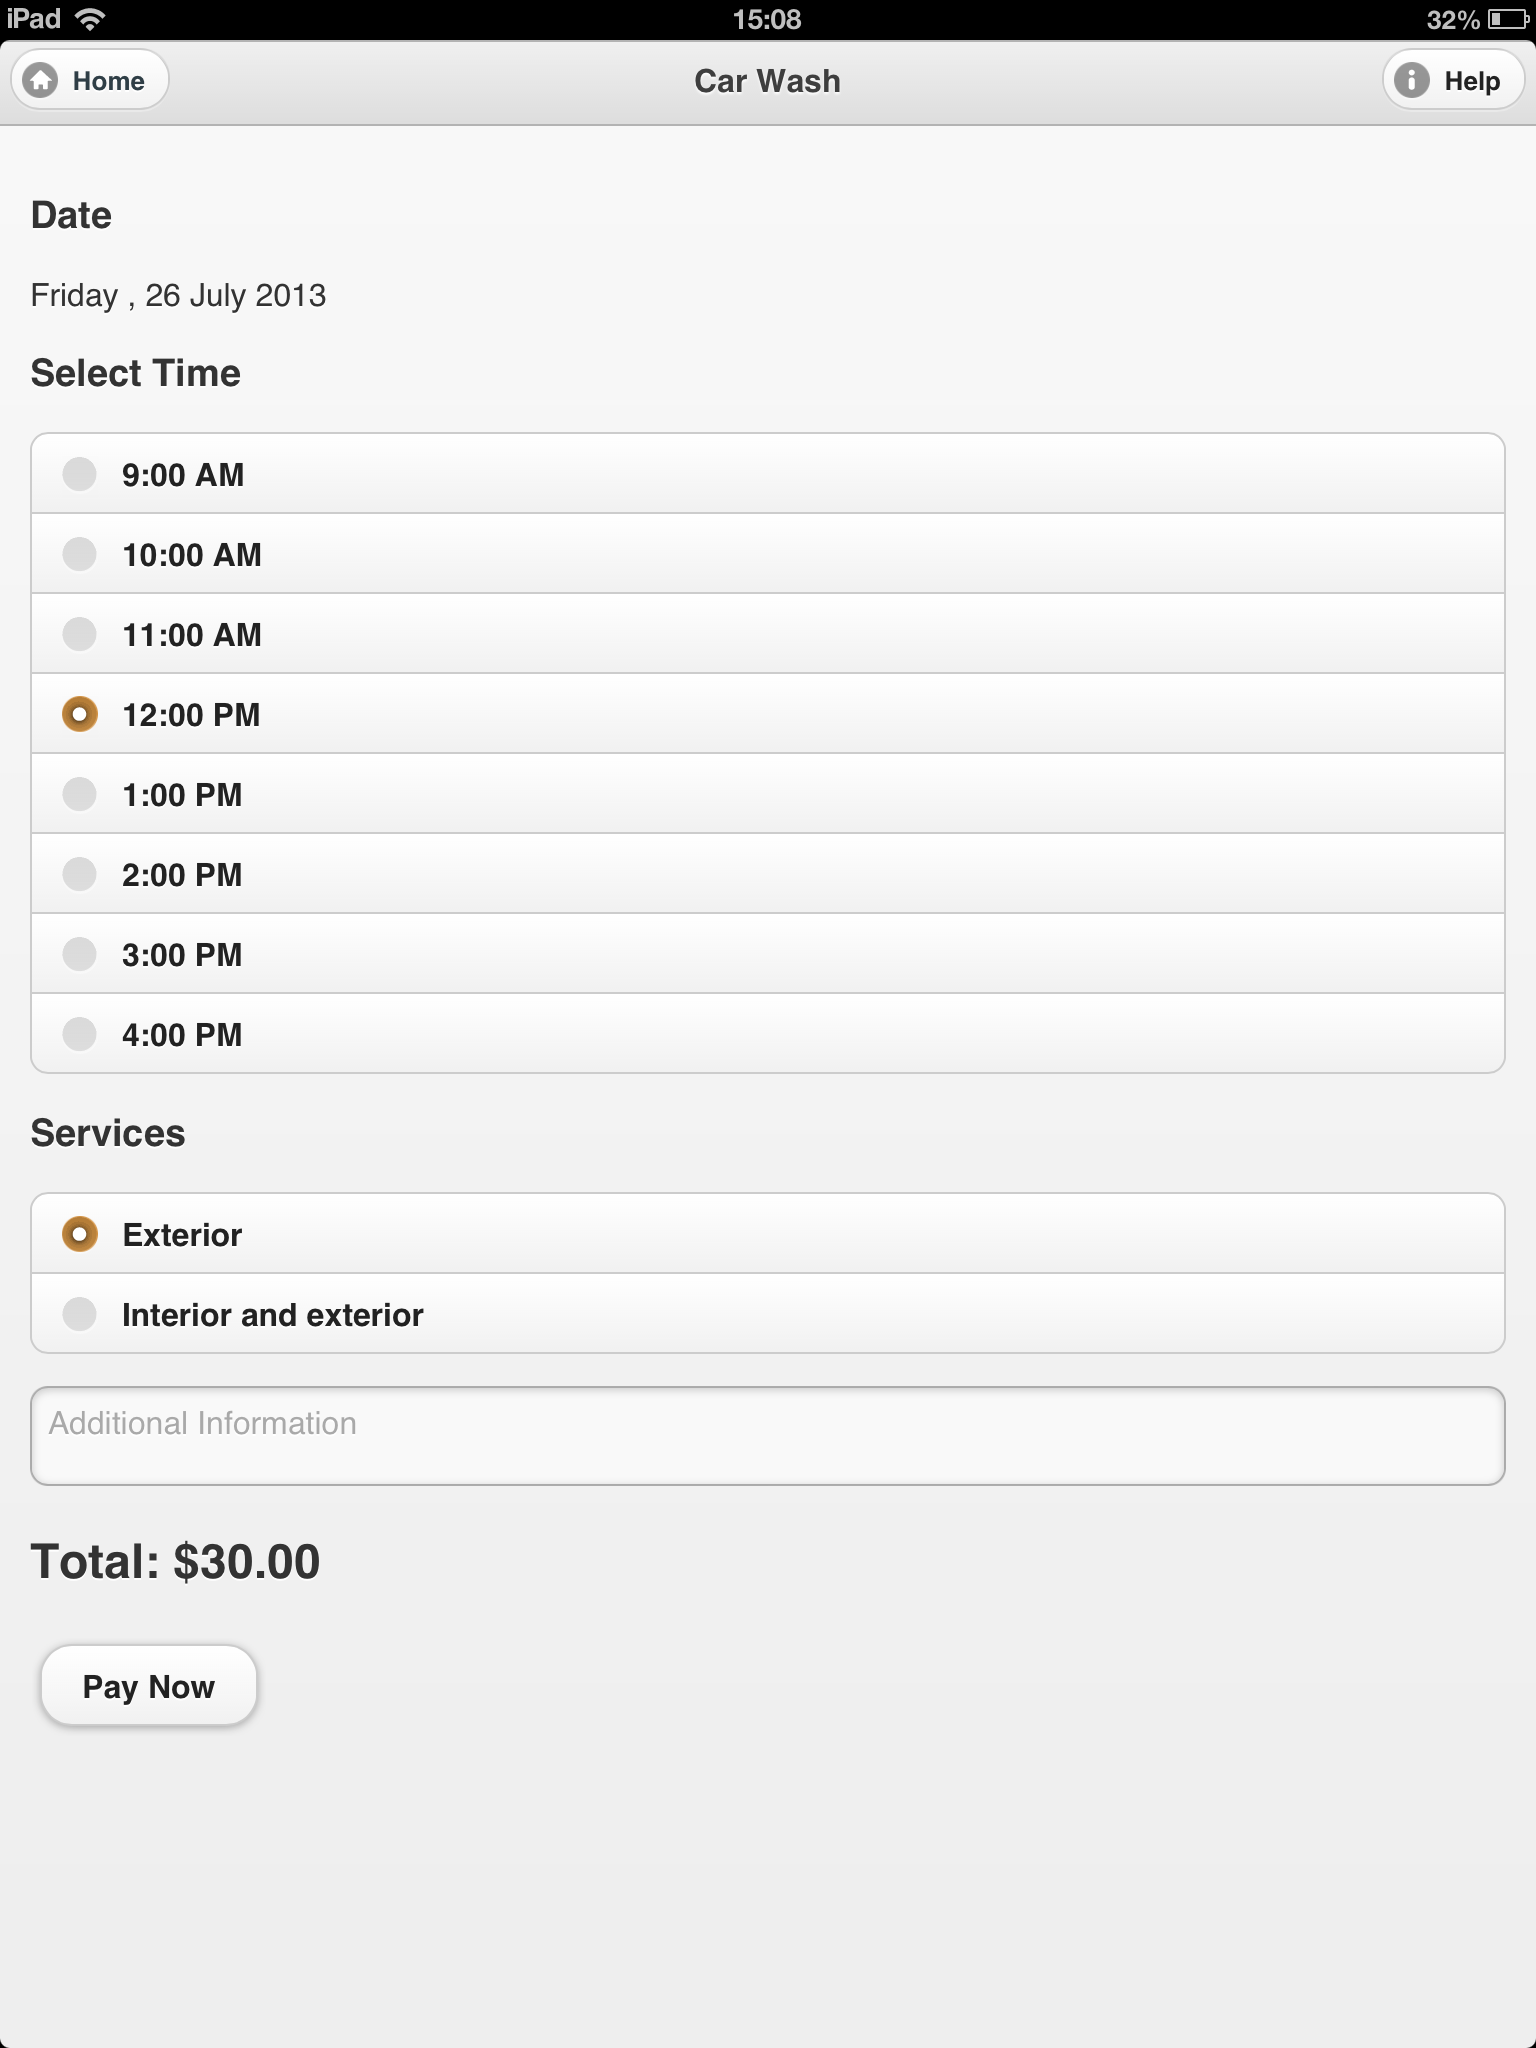 iPad 15:08 32%
Home Car Wash Help
Date
Friday , 26 July 2013
Select Time
9:00 AM
10:00 AM
11:00 AM
12:00 PM
1:00 PM
2:00 PM
3:00 PM
4:00 PM
Services
Exterior
Interior and exterior
Additional Information
Total: $30.00
Pay Now